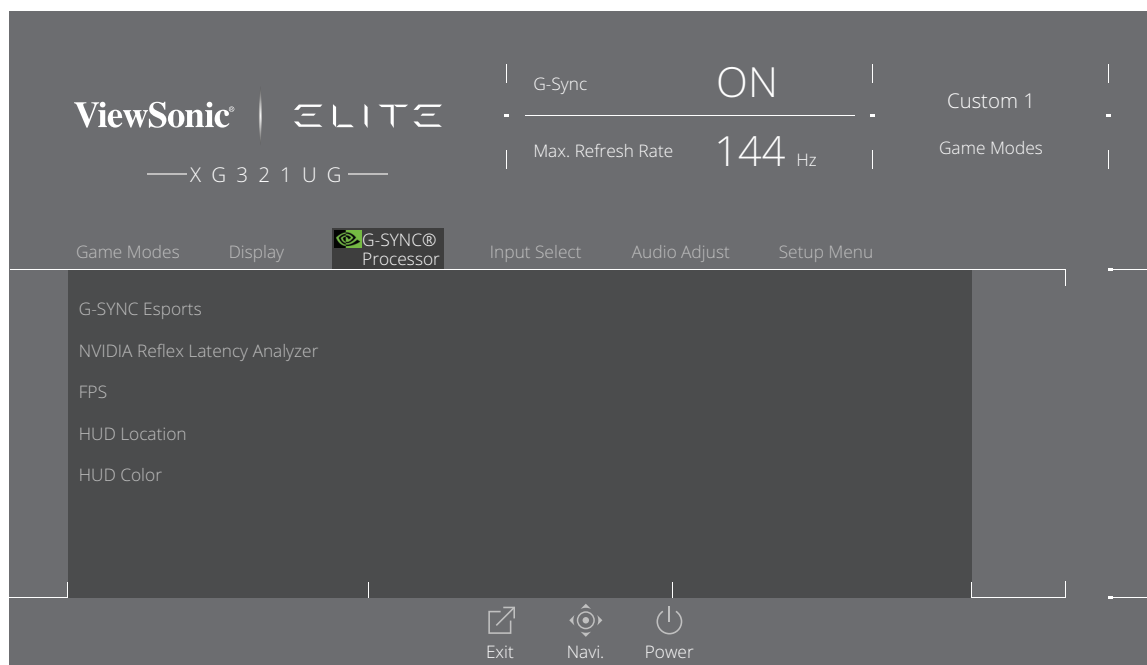 ViewSonic® ELITE
XG321UG
G-Sync ON
Max. Refresh Rate 144 Hz
Custom 1
Game Modes
Game Modes Display G-SYNC® Processor Input Select Audio Adjust Setup Menu
G-SYNC Esports
NVIDIA Reflex Latency Analyzer
FPS
HUD Location
HUD Color
Exit Navi. Power